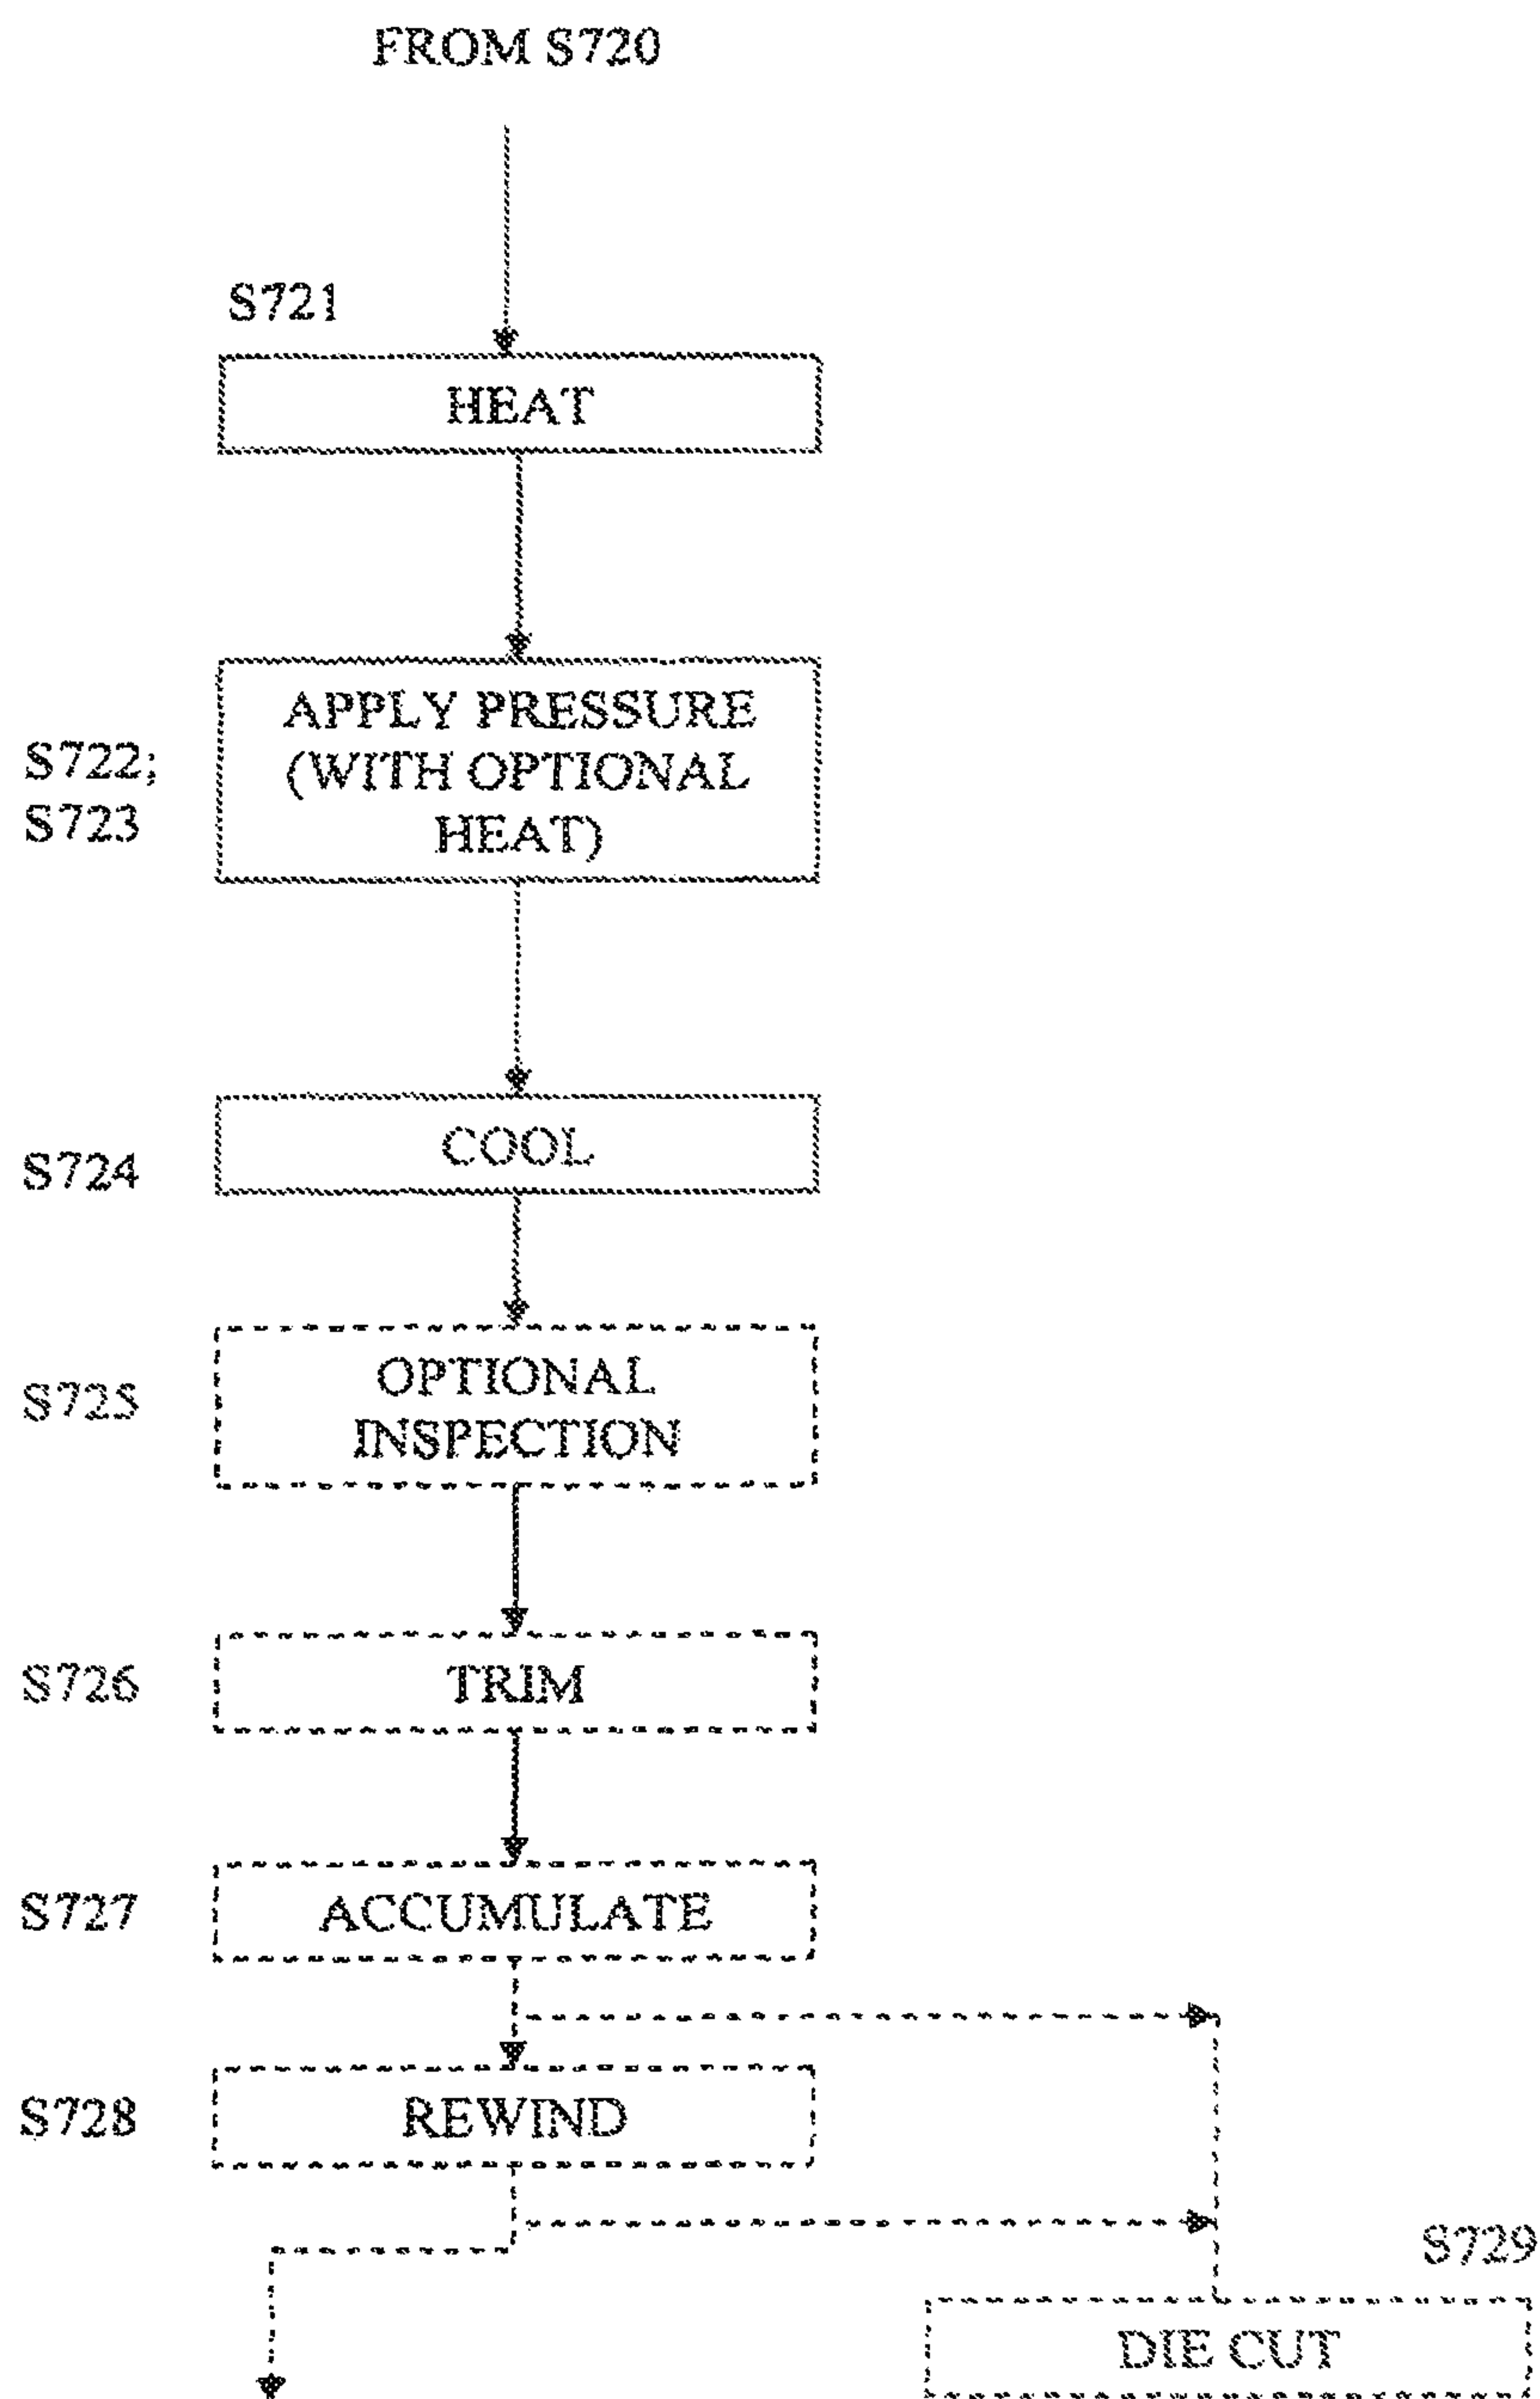 FROM S720
S721
HEAT
APPLY PRESSURE
(WITH OPTIONAL
HEAT)
S722;
S723
COOL
S724
OPTIONAL
INSPECTION
S725
TRIM
S726
ACCUMULATE
S727
REWIND
S728
S729
DIE CUT